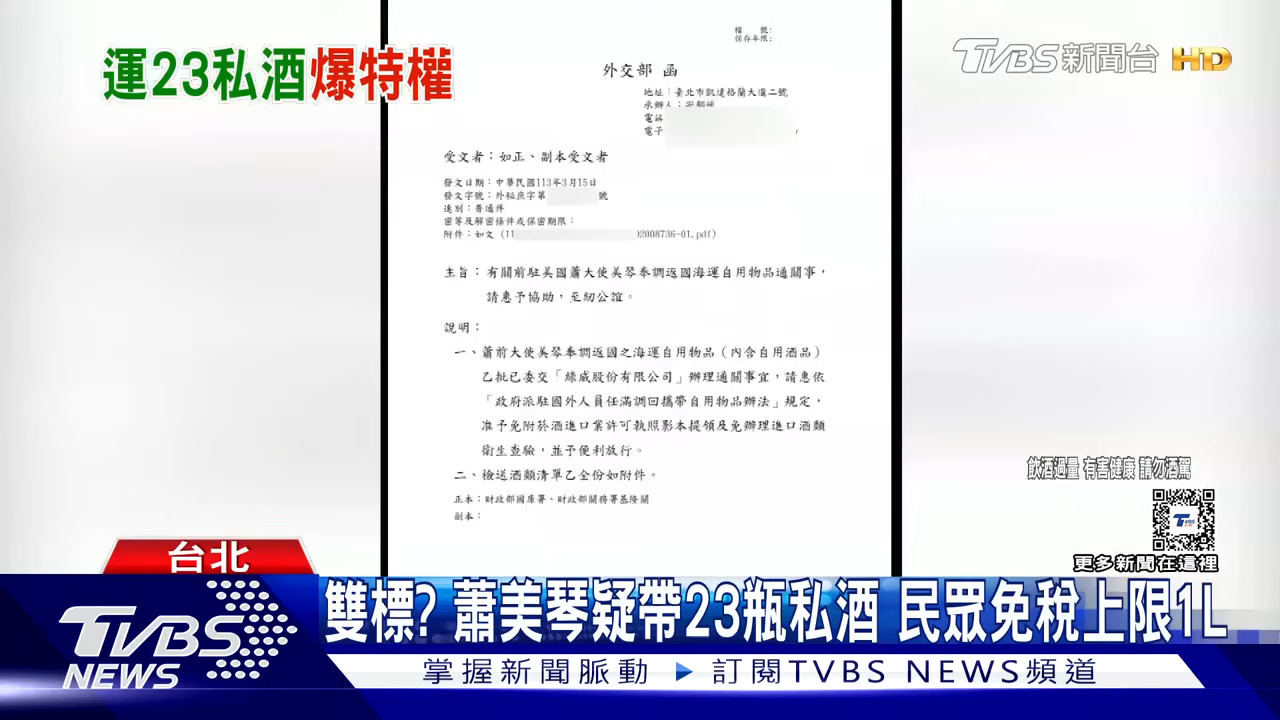 運23私酒爆特權
TVBS新聞台 HD
檔 號:
保存年限:
外交部 函
地址：臺北市凱達格蘭大道二號
承辦人：
電話
電子
受文者：如正、副本受文者
發文日期：中華民國113年3月15日
發文字號：外秘庶字第 號
速別：普通件
密等及解密條件或保密期限：
附件：如文 (11 02008736-01.pdf)
主旨：有關前駐美國蕭大使美琴奉調返國海運自用物品通關事，
請惠予協助，至紉公誼。
說明：
一、蕭前大使美琴奉調返國之海運自用物品（內含自用酒品）
乙批已委交「綠威股份有限公司」辦理通關事宜，請惠依
「政府派駐國外人員任滿調回攜帶自用物品辦法」規定，
准予免附菸酒進口業許可執照影本提領及免辦理進口酒類
衛生查驗，並予便利放行。
二、檢送酒類清單乙全份如附件。
正本：財政部國庫署、財政部關務署基隆關
副本：
飲酒過量 有害健康 請勿酒駕
TVBS
更多新聞在這裡
台北
雙標? 蕭美琴疑帶23瓶私酒 民眾免稅上限1L
TVBS NEWS
掌握新聞脈動 ▶ 訂閱TVBS NEWS頻道